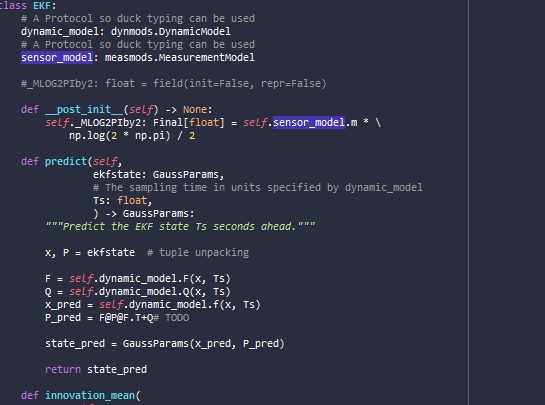 class EKF:
    # A Protocol so duck typing can be used
    dynamic_model: dynmods.DynamicModel
    # A Protocol so duck typing can be used
    sensor_model: measmods.MeasurementModel

    #_MLOG2PIby2: float = field(init=False, repr=False)

    def __post_init__(self) -> None:
        self._MLOG2PIby2: Final[float] = self.sensor_model.m * \
            np.log(2 * np.pi) / 2

    def predict(self,
                ekfstate: GaussParams,
                # The sampling time in units specified by dynamic_model
                Ts: float,
                ) -> GaussParams:
        """Predict the EKF state Ts seconds ahead."""

        x, P = ekfstate  # tuple unpacking

        F = self.dynamic_model.F(x, Ts)
        Q = self.dynamic_model.Q(x, Ts)
        x_pred = self.dynamic_model.f(x, Ts)
        P_pred = F@P@F.T+Q# TODO

        state_pred = GaussParams(x_pred, P_pred)

        return state_pred

    def innovation_mean(